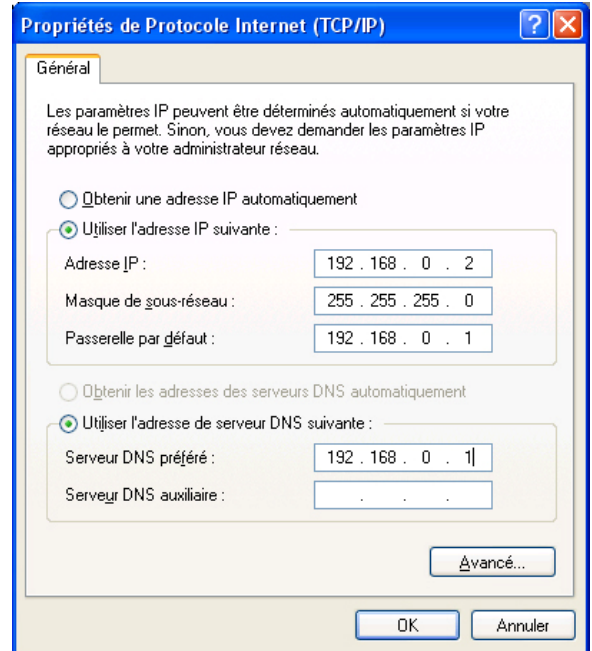 Propriétés de Protocole Internet (TCP/IP)
Général
Les paramètres IP peuvent être déterminés automatiquement si votre
réseau le permet. Sinon, vous devez demander les paramètres IP
appropriés à votre administrateur réseau.
Obtenir une adresse IP automatiquement
Utiliser l'adresse IP suivante :
Adresse IP : 192 . 168 . 0 . 2
Masque de sous-réseau : 255 . 255 . 255 . 0
Passerelle par défaut : 192 . 168 . 0 . 1
Obtenir les adresses des serveurs DNS automatiquement
Utiliser l'adresse de serveur DNS suivante :
Serveur DNS préféré : 192 . 168 . 0 . 1
Serveur DNS auxiliaire : . . .
Avancé...
OK Annuler